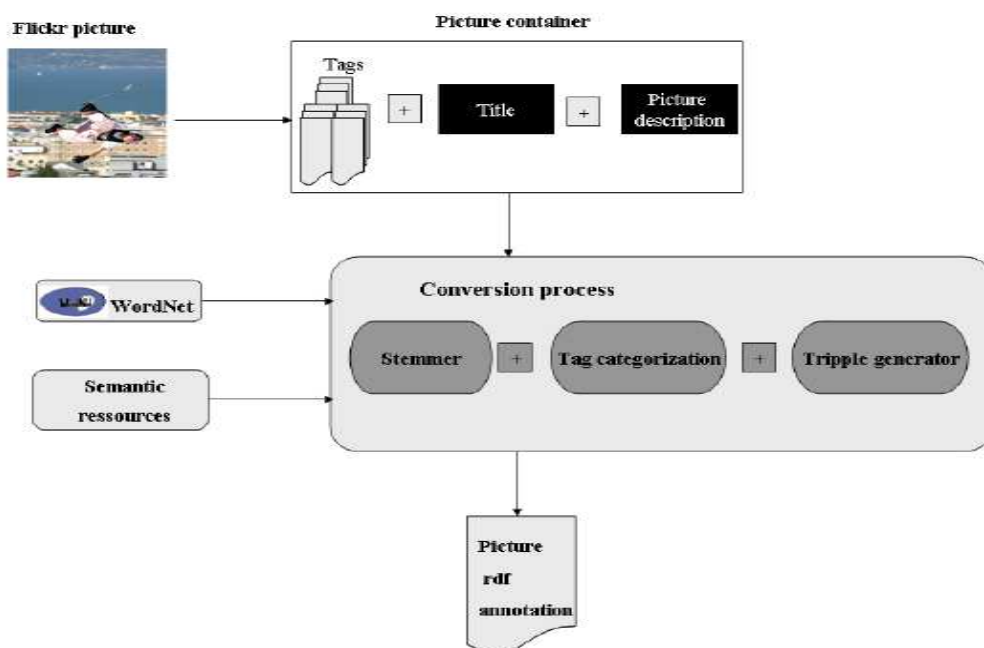 Flickr picture
Picture container
Tags
+
Title
+
Picture
description
WordNet
Conversion process
Stemmer
+
Tag categorization
+
Tripple generator
Semantic
ressources
Picture
rdf
annotation